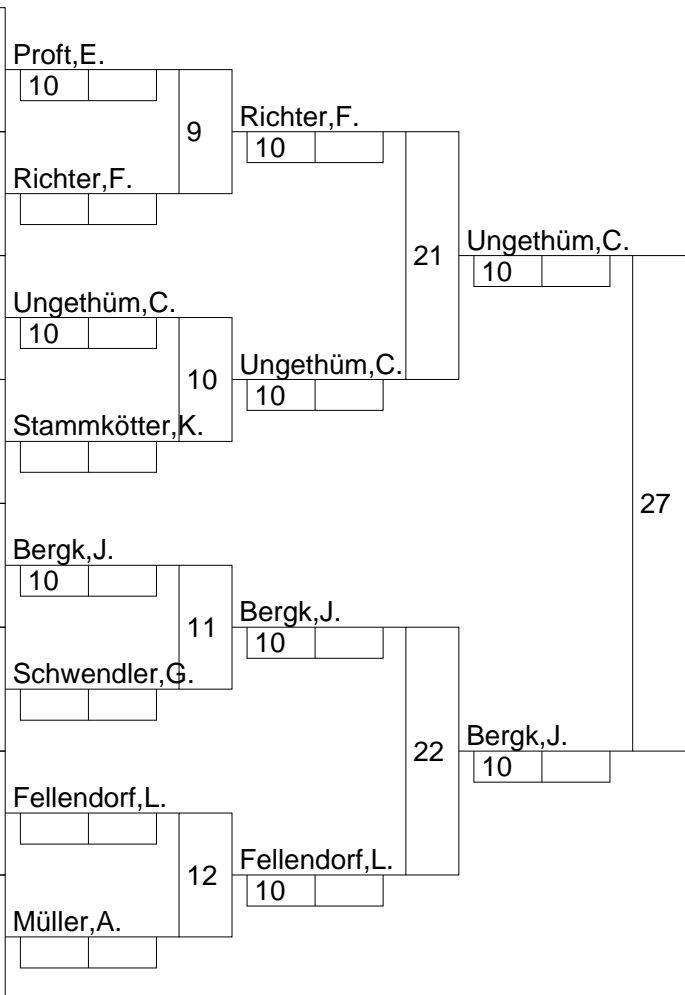 Proft,E.
10
9
Richter,F.
10
Richter,F.
21
Ungethüm,C.
10
Ungethüm,C.
10
10
Ungethüm,C.
10
Stammkötter,K.
27
Bergk,J.
10
11
Bergk,J.
10
Schwendler,G.
22
Bergk,J.
10
Fellendorf,L.
12
Fellendorf,L.
10
Müller,A.